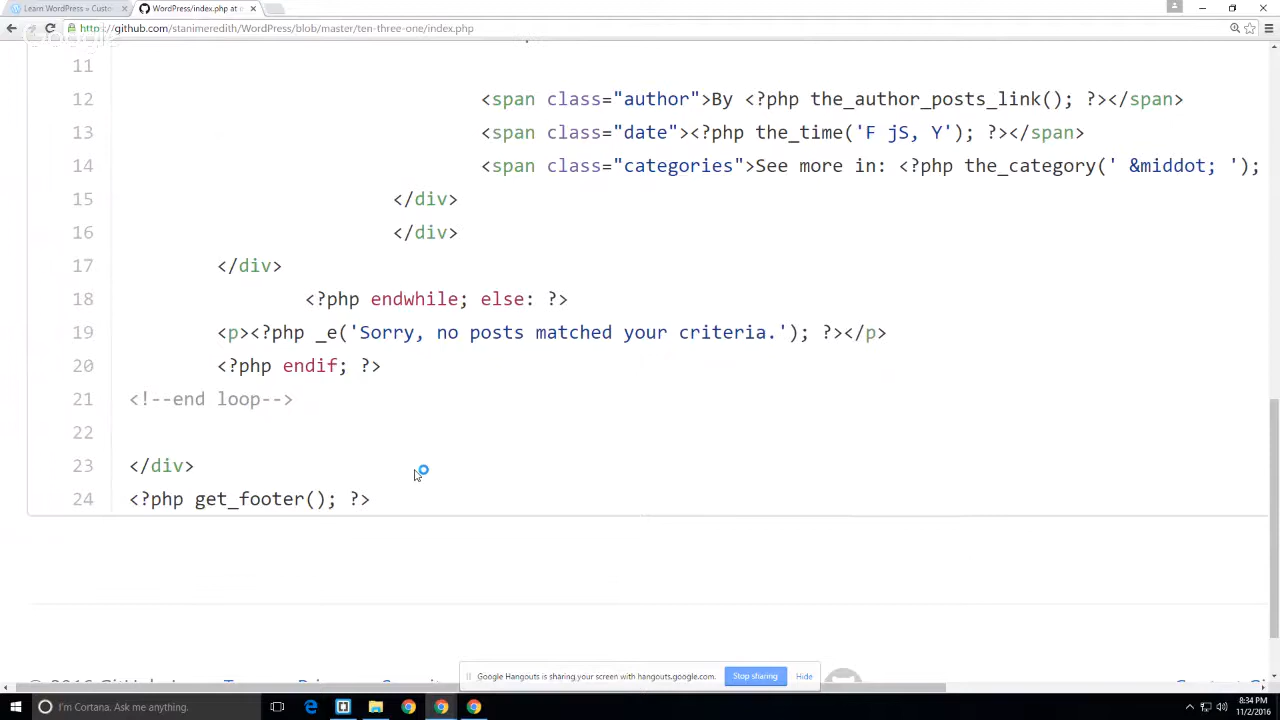 Learn WordPress = Custo
WordPress/index.php at m
https://github.com/stanimeredith/WordPress/blob/master/ten-three-one/index.php
11
12 <span class="author">By <?php the_author_posts_link(); ?></span>
13 <span class="date"><?php the_time('F jS, Y'); ?></span>
14 <span class="categories">See more in: <?php the_category(' &middot; ');
15 </div>
16 </div>
17 </div>
18 <?php endwhile; else: ?>
19 <p><?php _e('Sorry, no posts matched your criteria.'); ?></p>
20 <?php endif; ?>
21 <!--end loop-->
22
23 </div>
24 <?php get_footer(); ?>
Google Hangouts is sharing your screen with hangouts.google.com.
Stop sharing
Hide
I'm Cortana. Ask me anything.
8:34 PM
11/2/2016